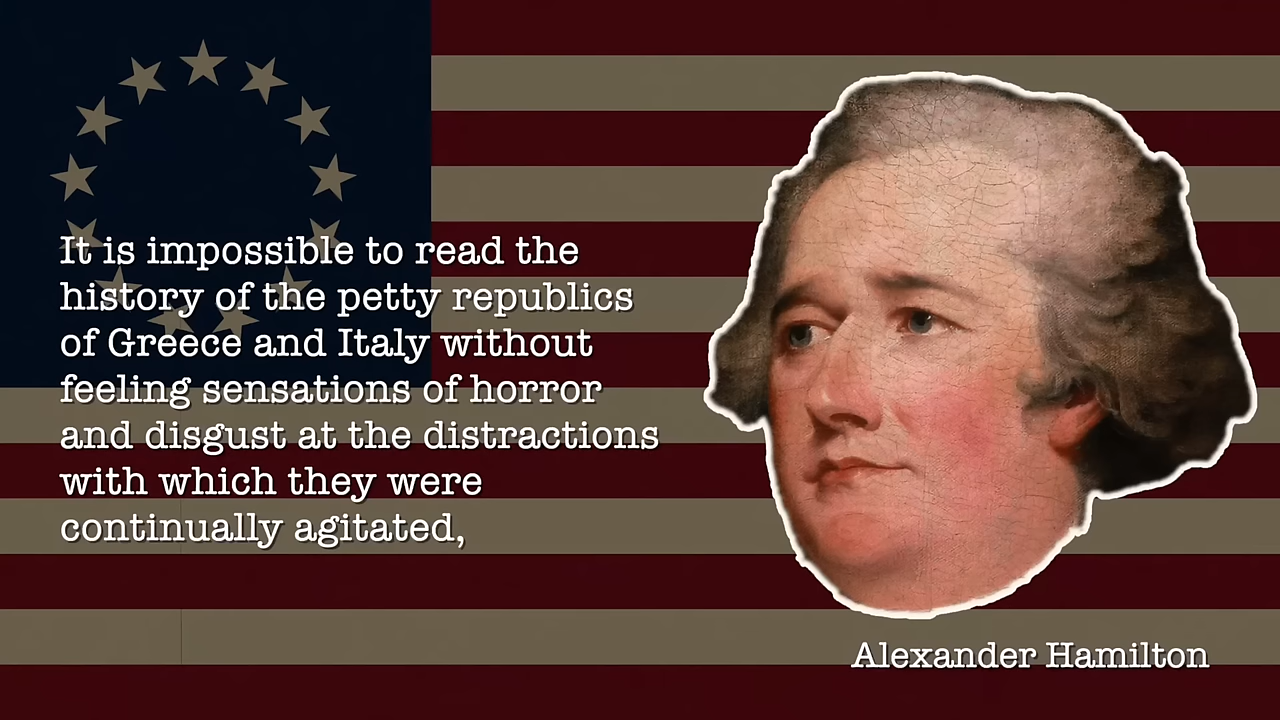 It is impossible to read the
history of the petty republics
of Greece and Italy without
feeling sensations of horror
and disgust at the distractions
with which they were
continually agitated,
Alexander Hamilton